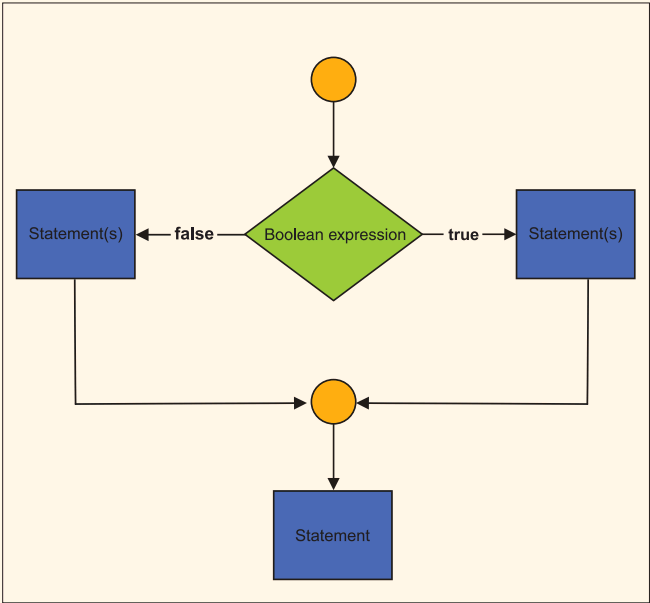 Statement(s)
false
Boolean expression
true
Statement(s)
Statement